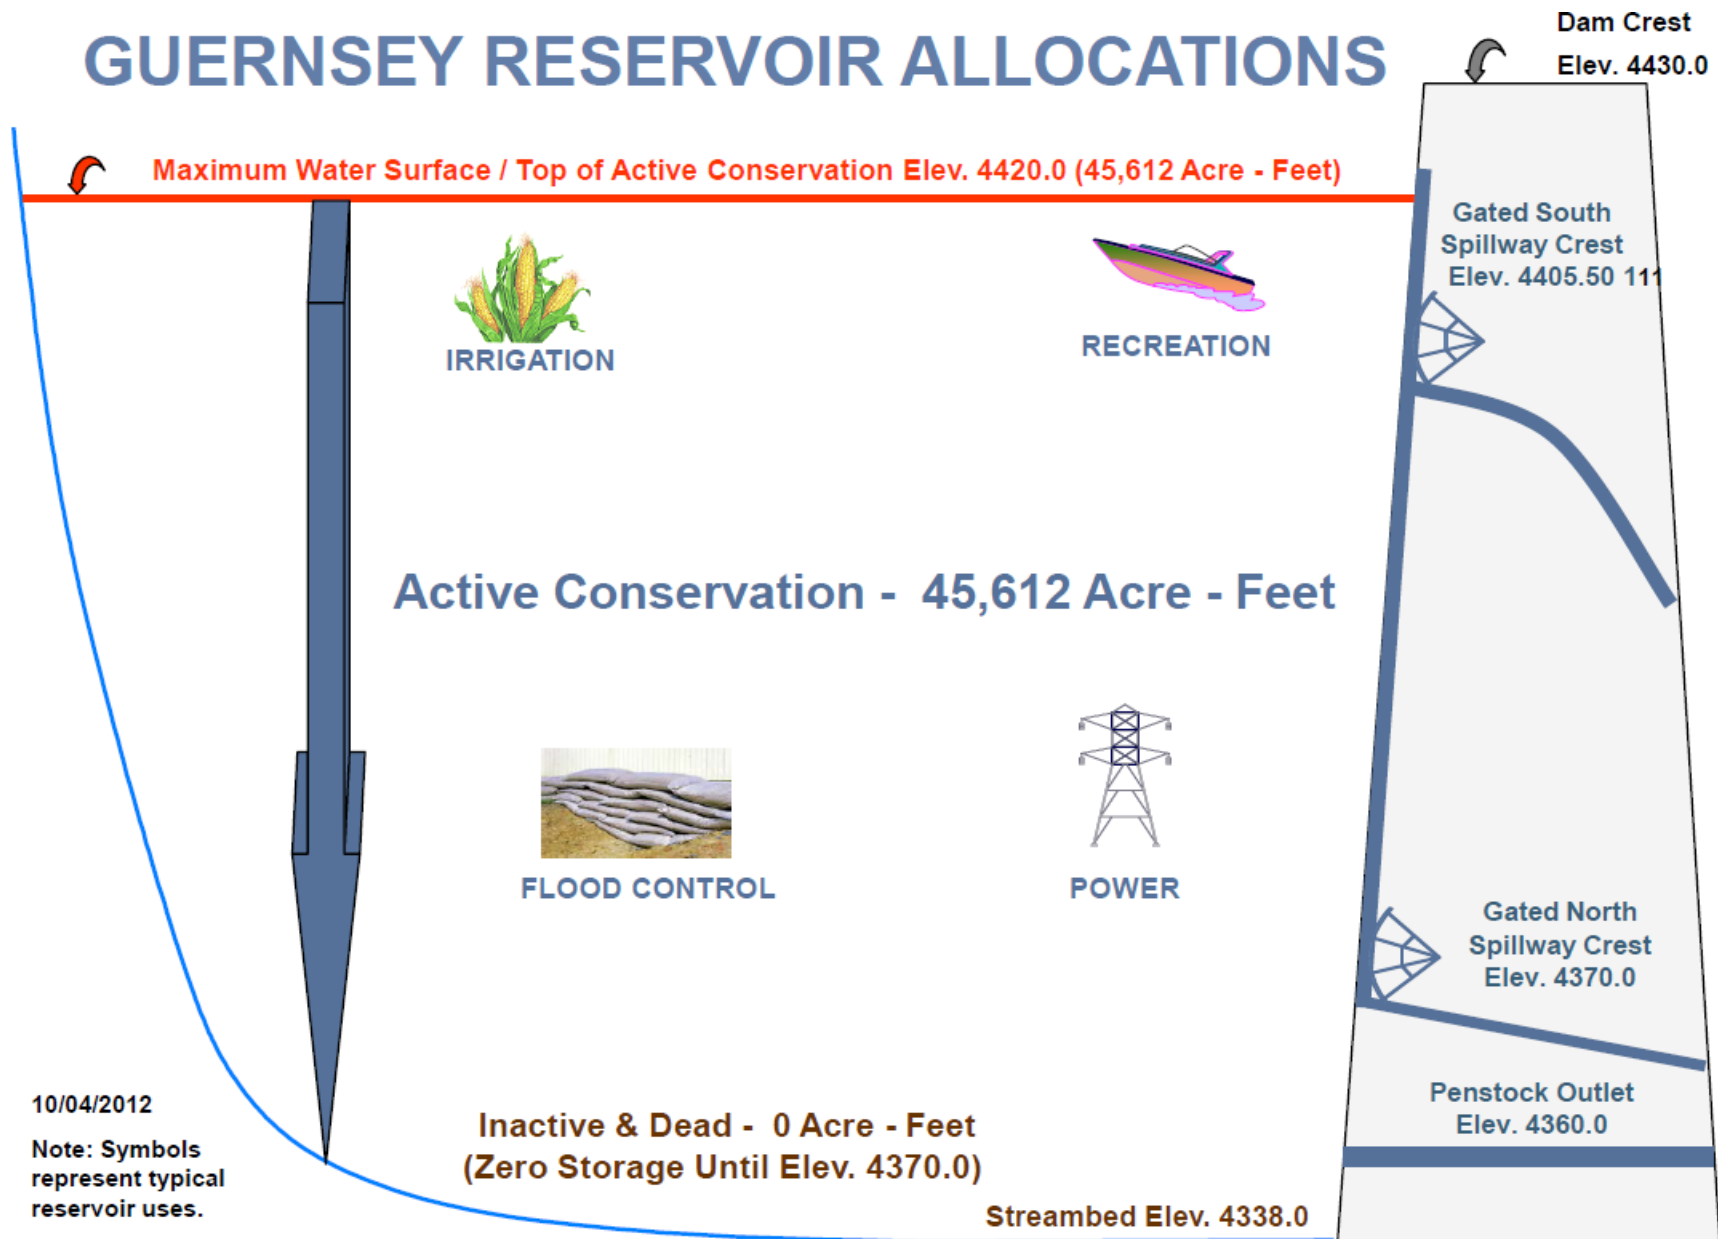 GUERNSEY RESERVOIR ALLOCATIONS
Dam Crest
Elev. 4430.0
Maximum Water Surface / Top of Active Conservation Elev. 4420.0 (45,612 Acre - Feet)
Gated South
Spillway Crest
Elev. 4405.50 111
IRRIGATION
RECREATION
Active Conservation - 45,612 Acre - Feet
FLOOD CONTROL
POWER
Gated North
Spillway Crest
Elev. 4370.0
Penstock Outlet
Elev. 4360.0
Inactive & Dead - 0 Acre - Feet
(Zero Storage Until Elev. 4370.0)
Streambed Elev. 4338.0
10/04/2012
Note: Symbols
represent typical
reservoir uses.